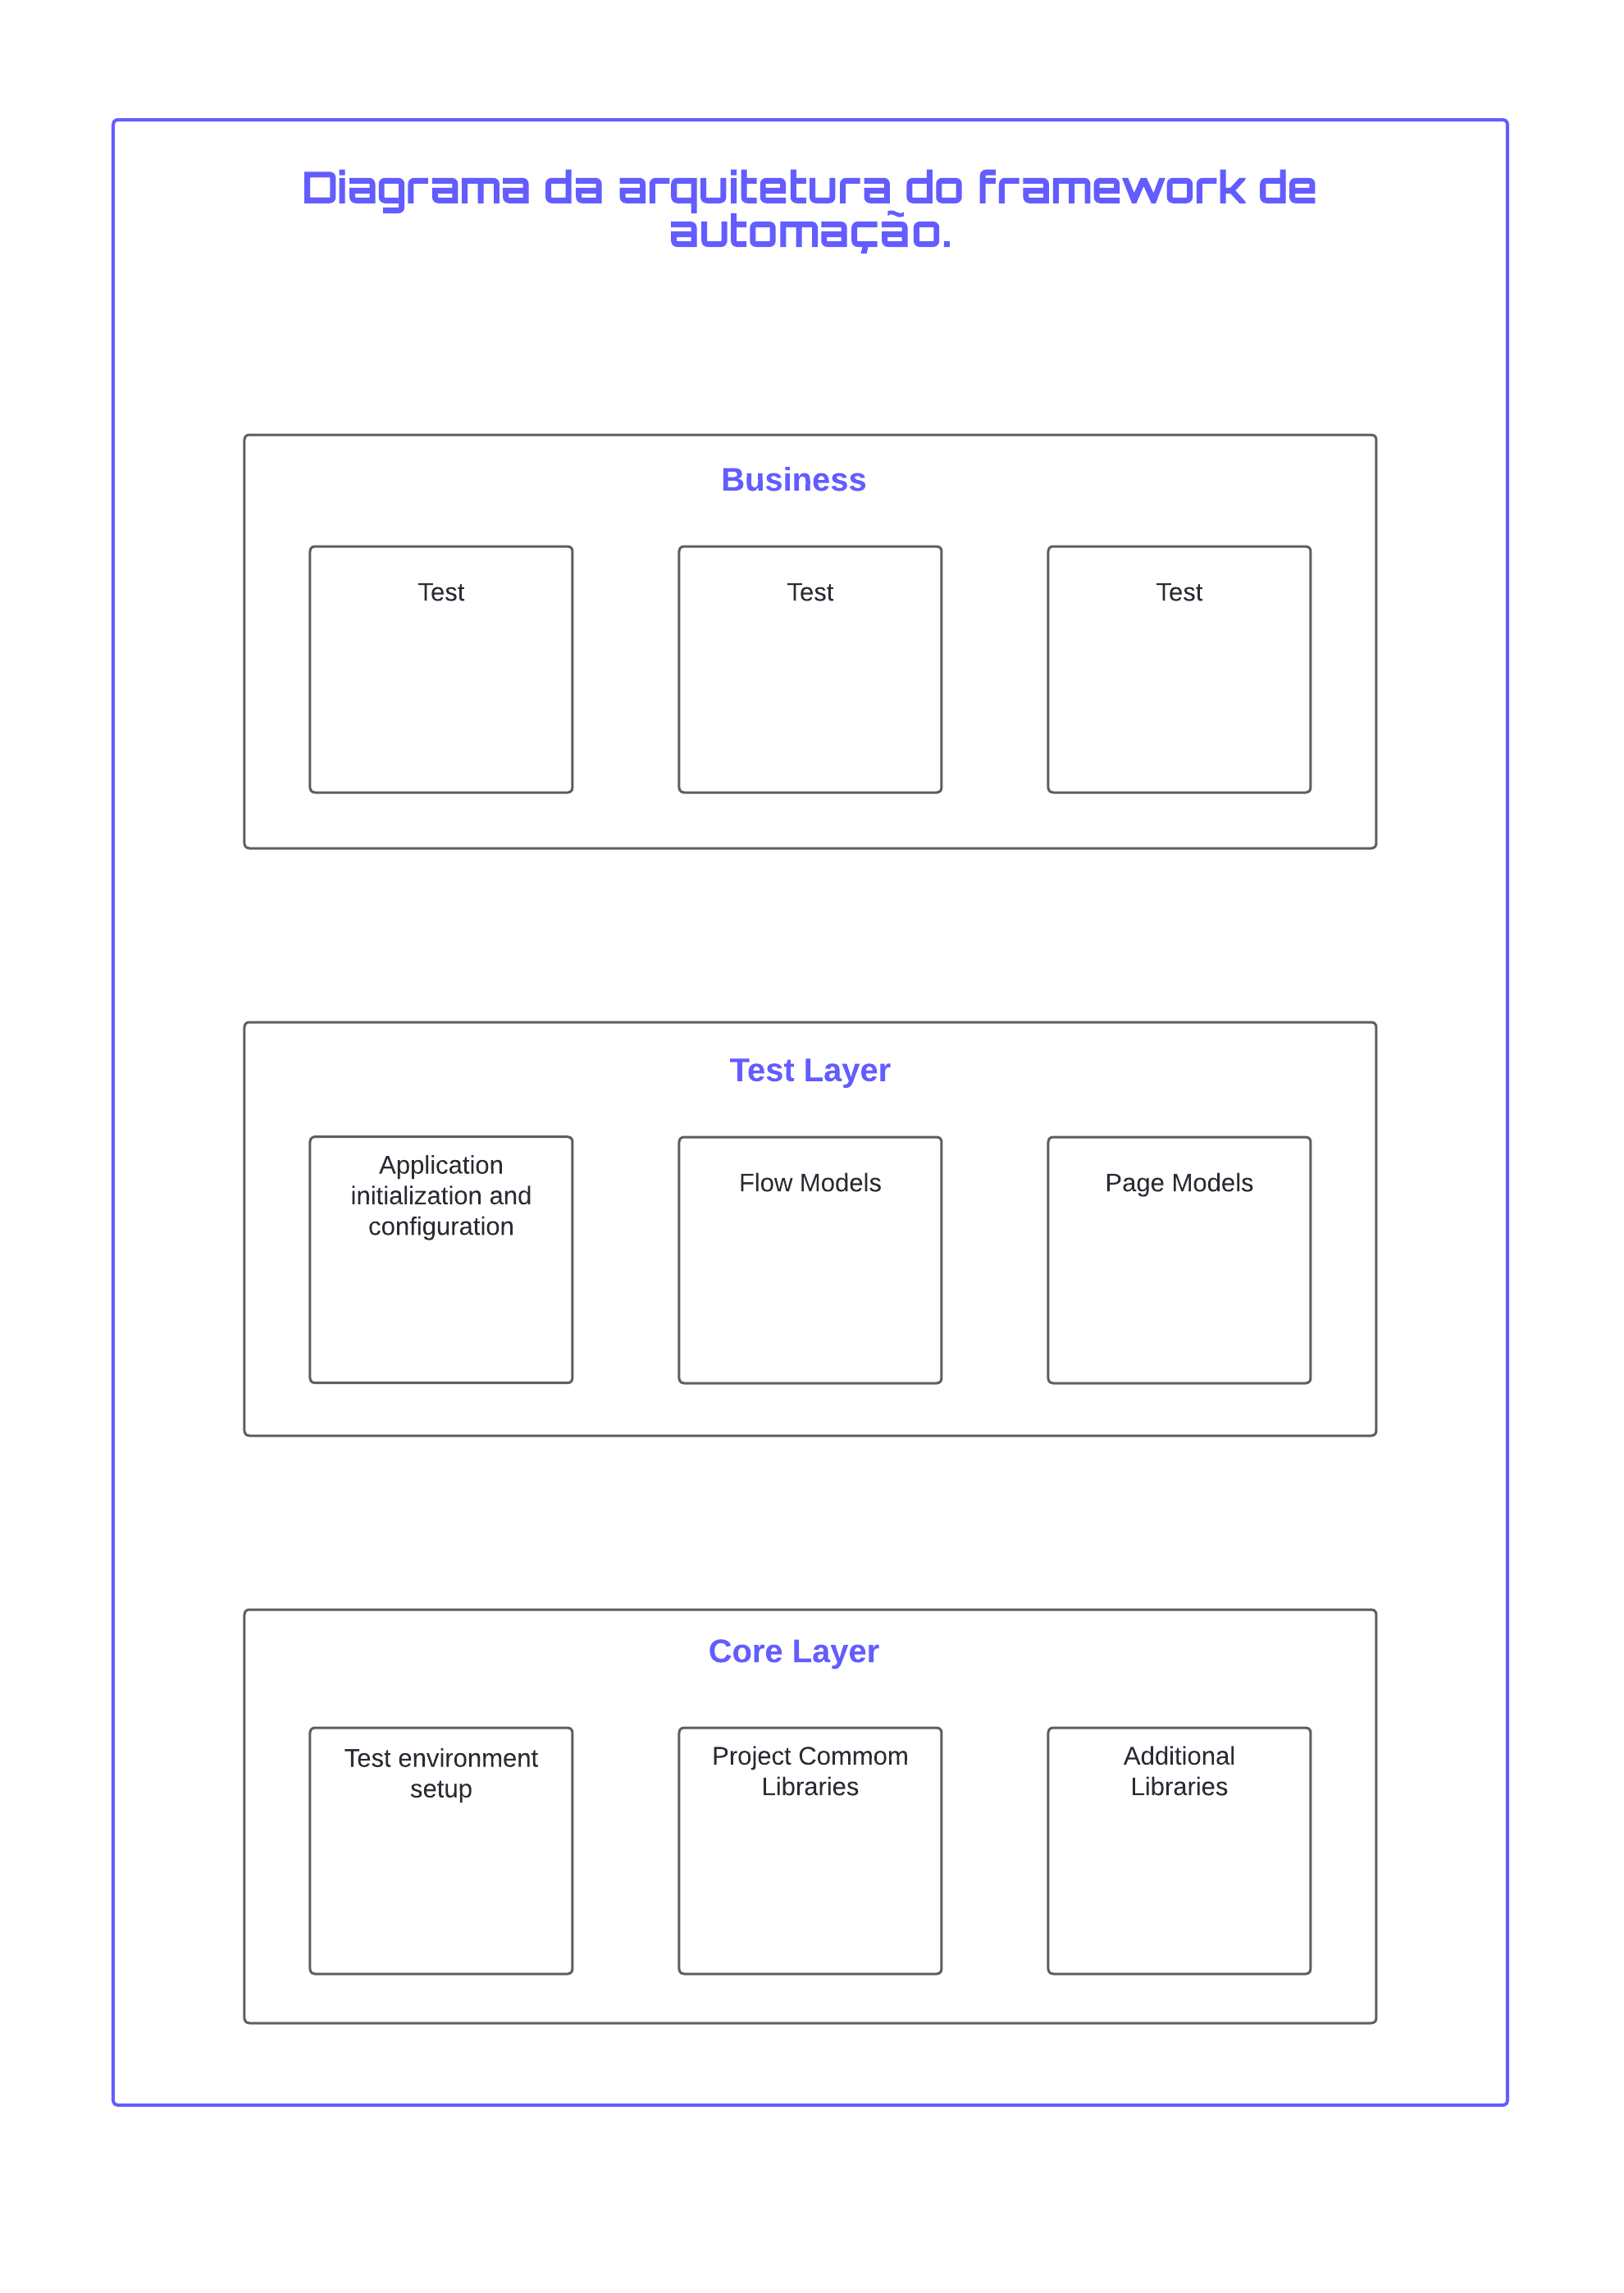 Diagrama da arquitetura do framework de
automação.
Business
Test
Test
Test
Test Layer
Application
initialization and
configuration
Flow Models
Page Models
Core Layer
Test environment
setup
Project Commom
Libraries
Additional
Libraries